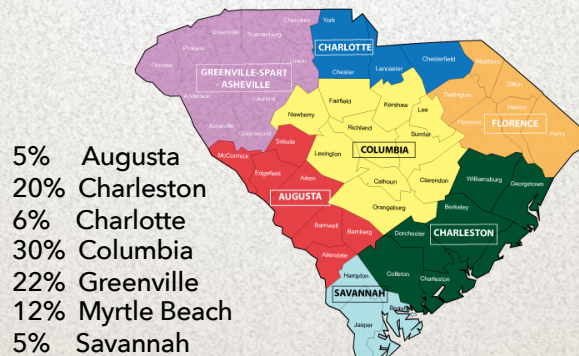 Cherokee
York
Greenville
Spartanburg
CHARLOTTE
Pickens
Oconee
GREENVILLE-SPART
- ASHEVILLE
Union
Chester
Lancaster
Chesterfield
Marlboro
Anderson
Laurens
Fairfield
Kershaw
Darlington
Dillon
Abbeville
Greenwood
Newberry
Lee
Marion
Florence
FLORENCE
Horry
Richland
Sumter
McCormick
Saluda
Lexington
COLUMBIA
5% Augusta
Edgefield
Aiken
Calhoun
Clarendon
Williamsburg
Georgetown
20% Charleston
AUGUSTA
Orangeburg
Berkeley
6% Charlotte
Barnwell
Bamberg
Dorchester
CHARLESTON
30% Columbia
Allendale
Hampton
Colleton
Charleston
22% Greenville
SAVANNAH
Beaufort
12% Myrtle Beach
Jasper
5% Savannah